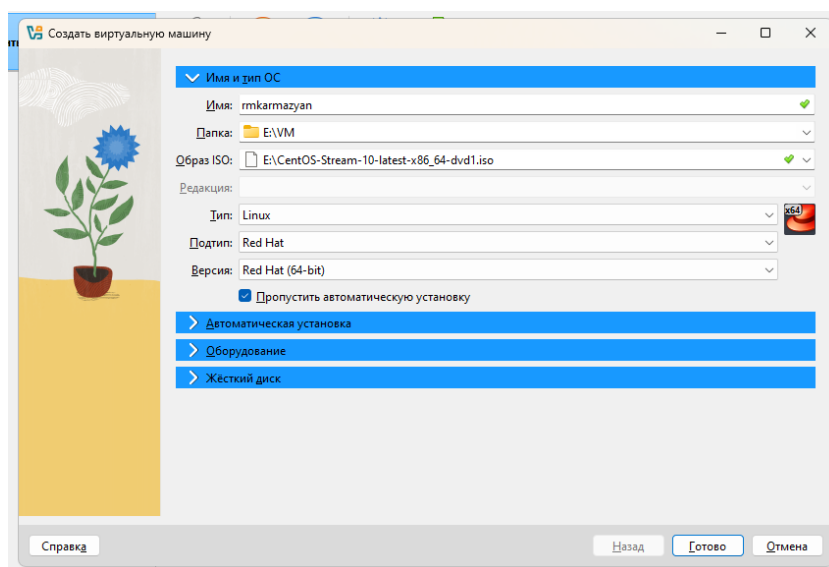 Создать виртуальную машину
Имя и тип ОС
Имя: rmkarmazyan
Папка: E:\VM
Образ ISO: E:\CentOS-Stream-10-latest-x86_64-dvd1.iso
Редакция:
Тип: Linux
x64
Подтип: Red Hat
Версия: Red Hat (64-bit)
Пропустить автоматическую установку
Автоматическая установка
Оборудование
Жёсткий диск
Справка Назад Готово Отмена